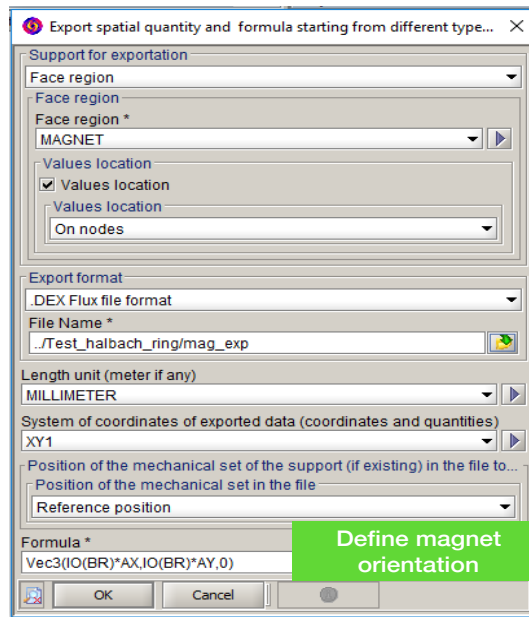 Export spatial quantity and formula starting from different type...
Support for exportation
Face region
Face region
Face region *
MAGNET
Values location
Values location
Values location
On nodes
Export format
.DEX Flux file format
File Name *
../Test_halbach_ring/mag_exp
Length unit (meter if any)
MILLIMETER
System of coordinates of exported data (coordinates and quantities)
XY1
Position of the mechanical set of the support (if existing) in the file to...
Position of the mechanical set in the file
Reference position
Formula *
Vec3(IO(BR)*AX,IO(BR)*AY,0)
Define magnet
orientation
OK Cancel